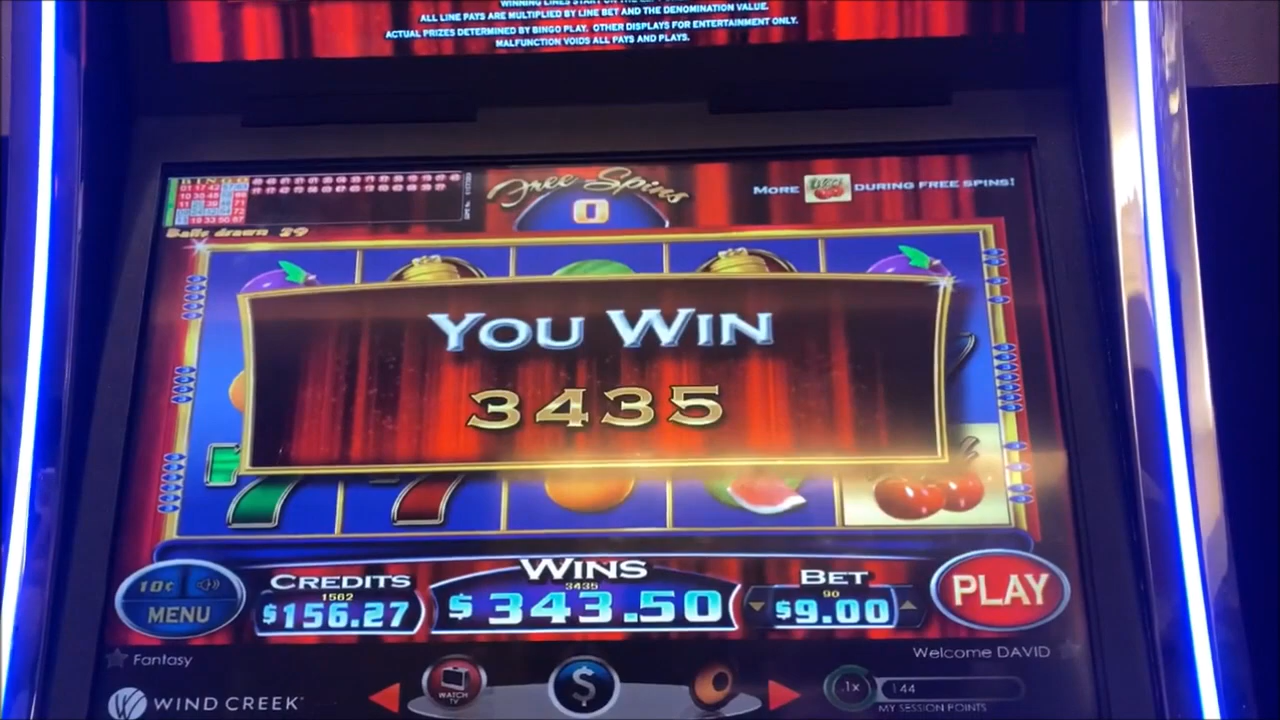 ALL LINE PAYS ARE MULTIPLIED BY LINE BET AND THE DENOMINATION VALUE.
ACTUAL PRIZES DETERMINED BY BINGO PLAY. OTHER DISPLAYS FOR ENTERTAINMENT ONLY.
MALFUNCTION VOIDS ALL PAYS AND PLAYS.
BINGO
Free Spins
0
MORE
DURING FREE SPINS!
Balls drawn 29
YOU WIN
3435
10¢
MENU
CREDITS
1562
$156.27
WINS
3435
$343.50
BET
90
$9.00
PLAY
Fantasy
Welcome DAVID
WIND CREEK
WATCH
TV
$
1x
144
MY SESSION POINTS